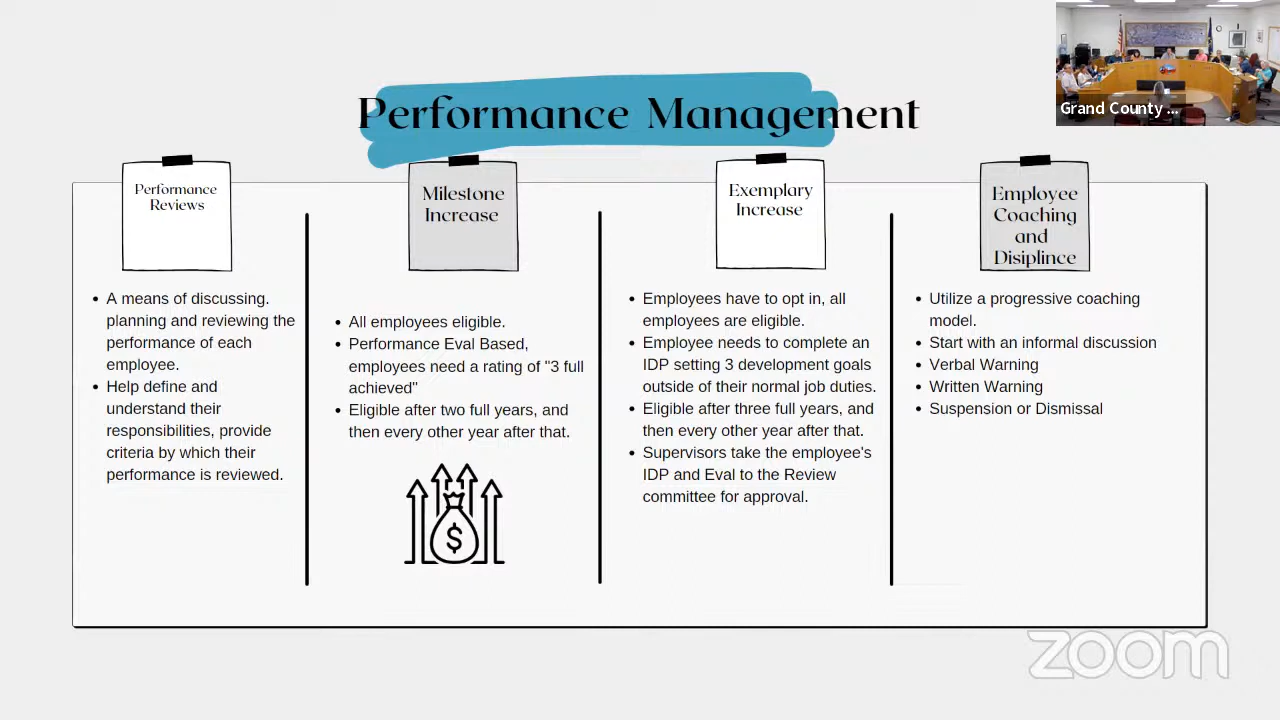 Grand County ...
Performance Management
Performance
Reviews
A means of discussing.
planning and reviewing the
performance of each
employee.
Help define and
understand their
responsibilities, provide
criteria by which their
performance is reviewed.
Milestone
Increase
All employees eligible.
Performance Eval Based,
employees need a rating of "3 full
achieved"
Eligible after two full years, and
then every other year after that.
$
Exemplary
Increase
Employees have to opt in, all
employees are eligible.
Employee needs to complete an
IDP setting 3 development goals
outside of their normal job duties.
Eligible after three full years, and
then every other year after that.
Supervisors take the employee's
IDP and Eval to the Review
committee for approval.
Employee
Coaching
and
Disiplince
Utilize a progressive coaching
model.
Start with an informal discussion
Verbal Warning
Written Warning
Suspension or Dismissal
zoom